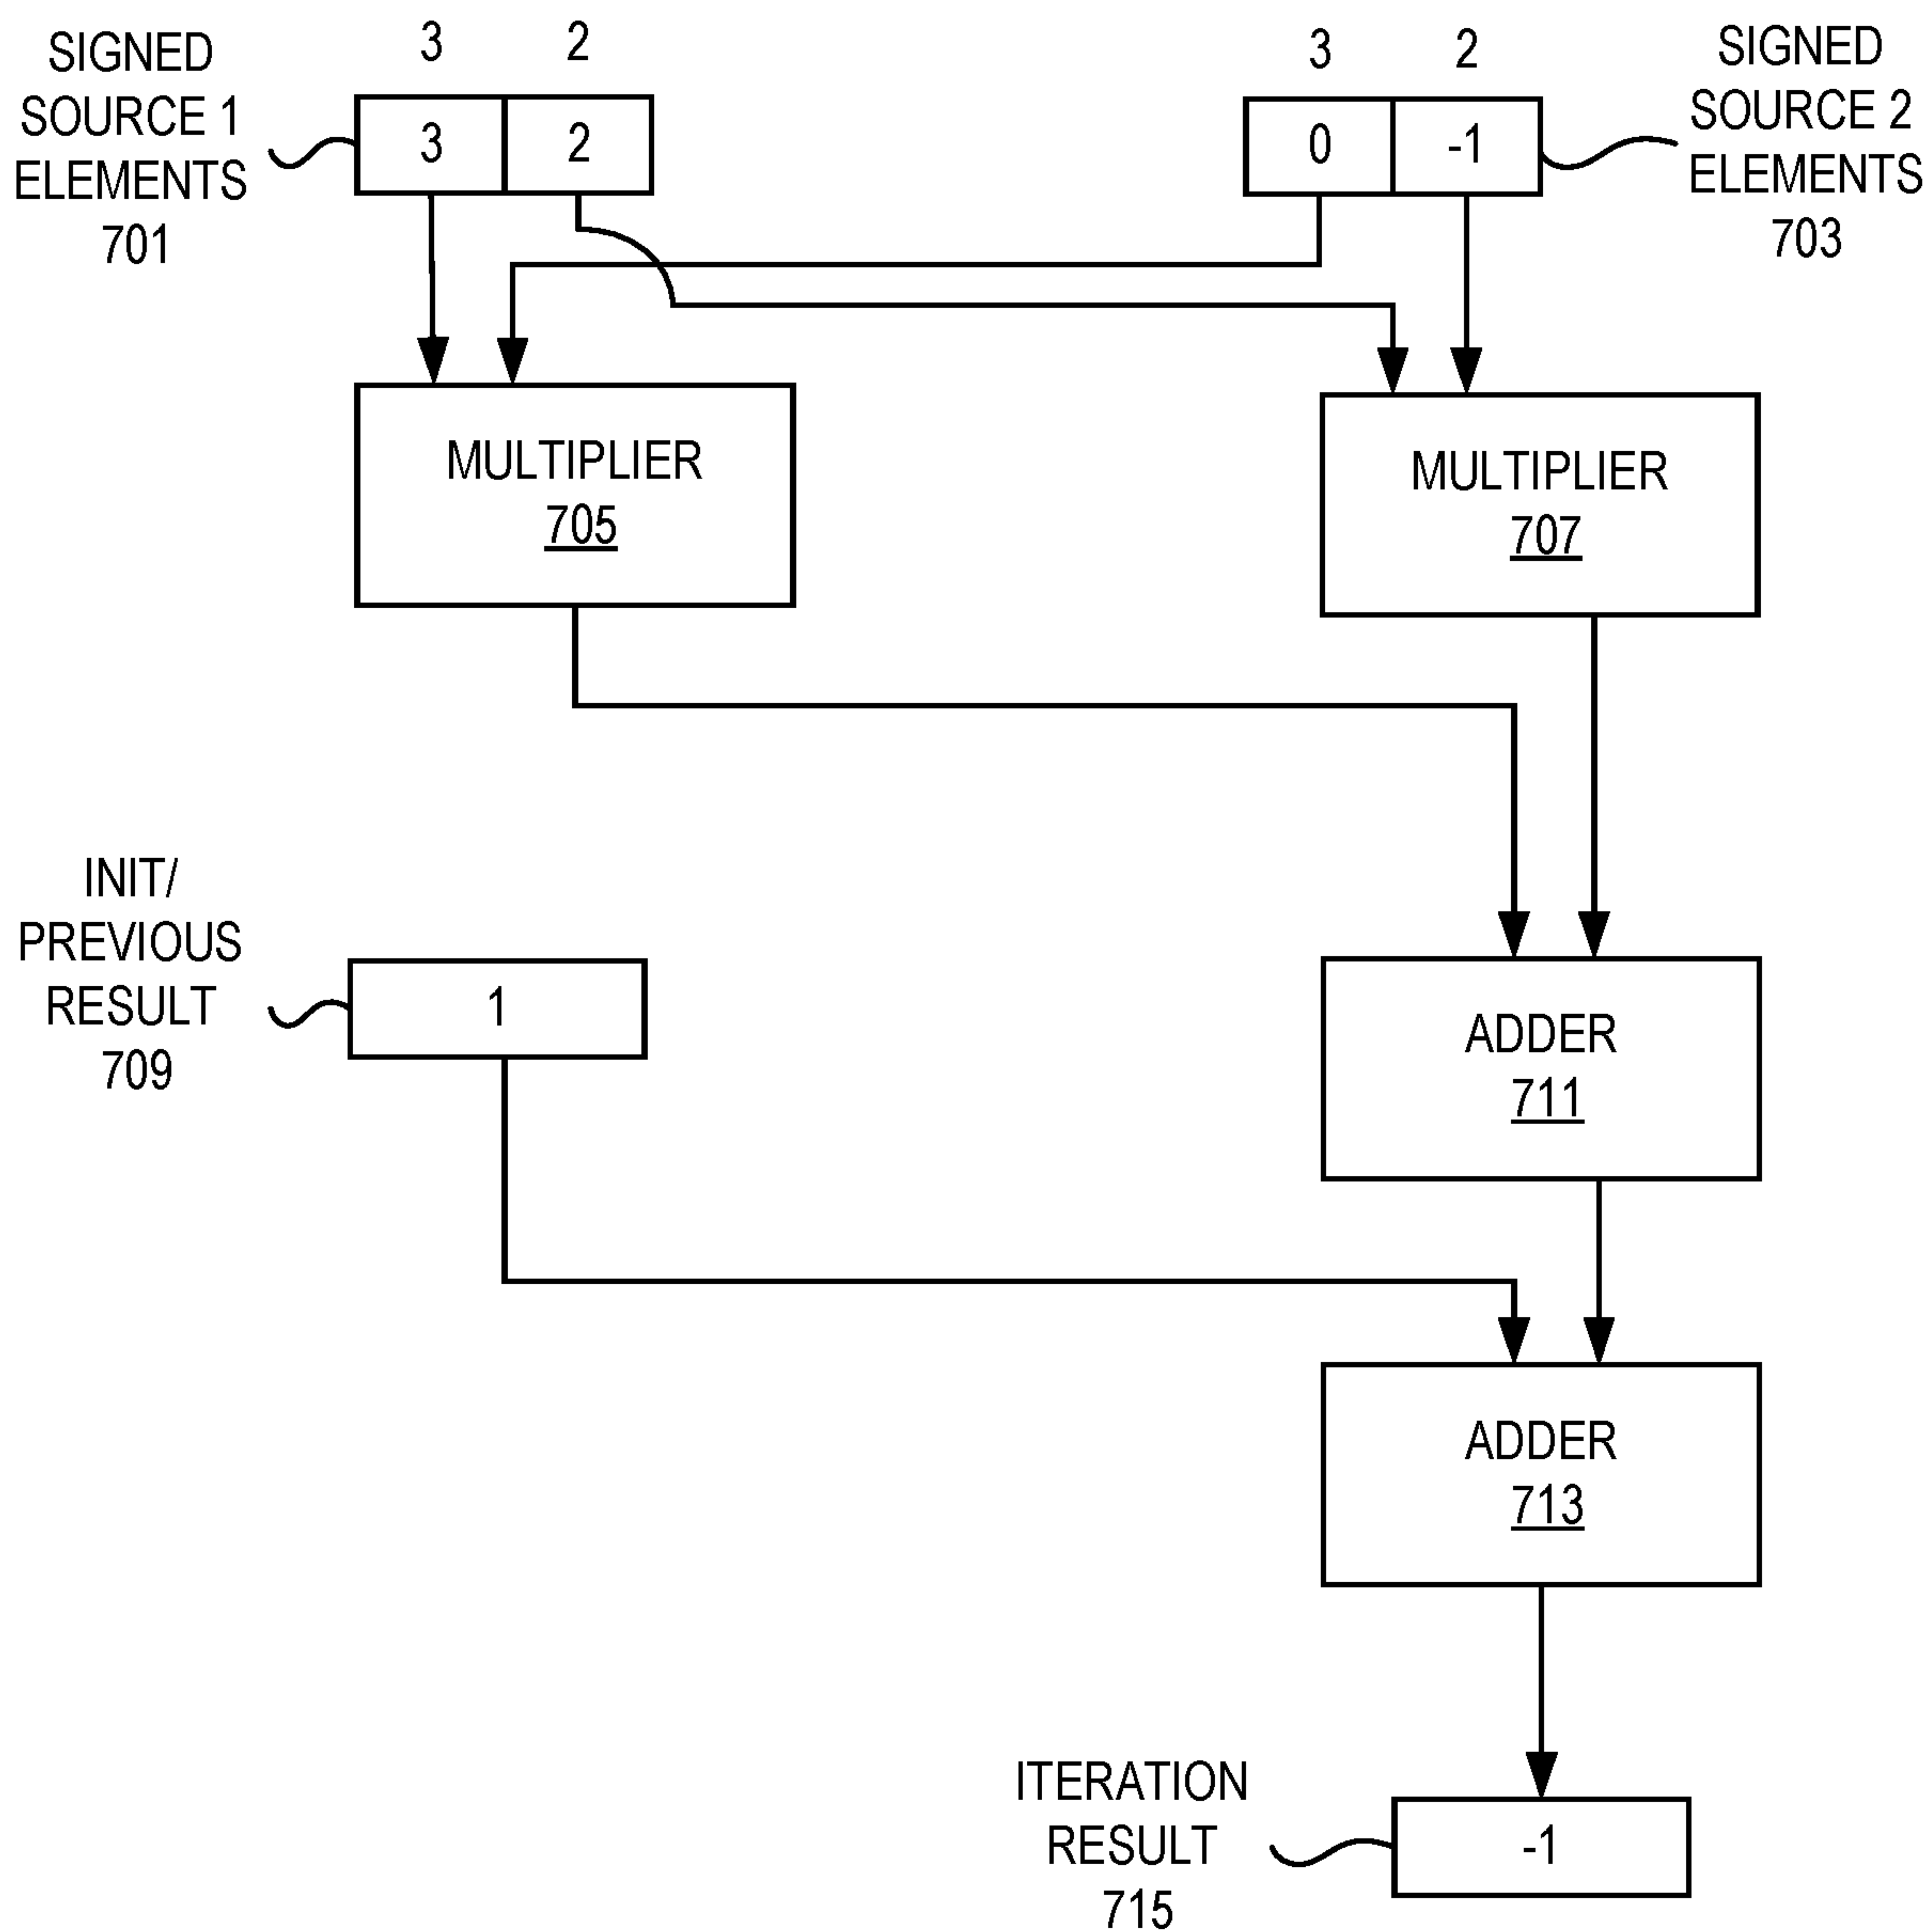 SIGNED
SOURCE 1
ELEMENTS
701
3 2
3 2
3 2
0 -1
SIGNED
SOURCE 2
ELEMENTS
703
MULTIPLIER
705
MULTIPLIER
707
INIT/
PREVIOUS
RESULT
709
1
ADDER
711
ADDER
713
ITERATION
RESULT
715
-1